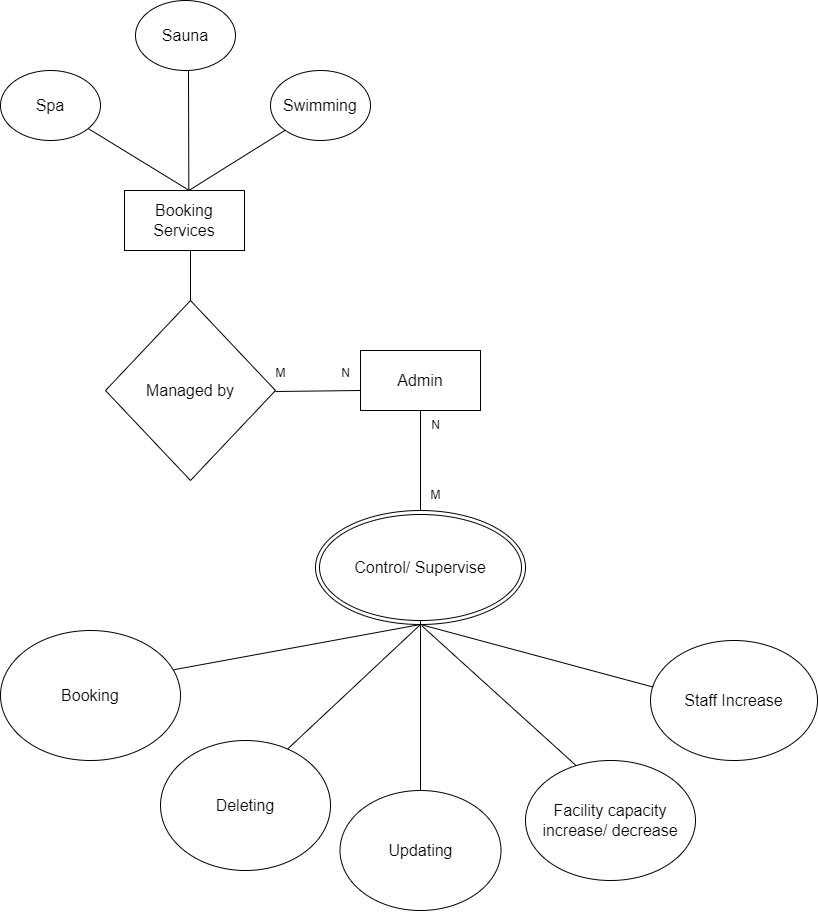 Sauna
Spa
Swimming
Booking
Services
Managed by
M
N
Admin
N
M
Control/ Supervise
Booking
Staff Increase
Deleting
Facility capacity
increase/ decrease
Updating